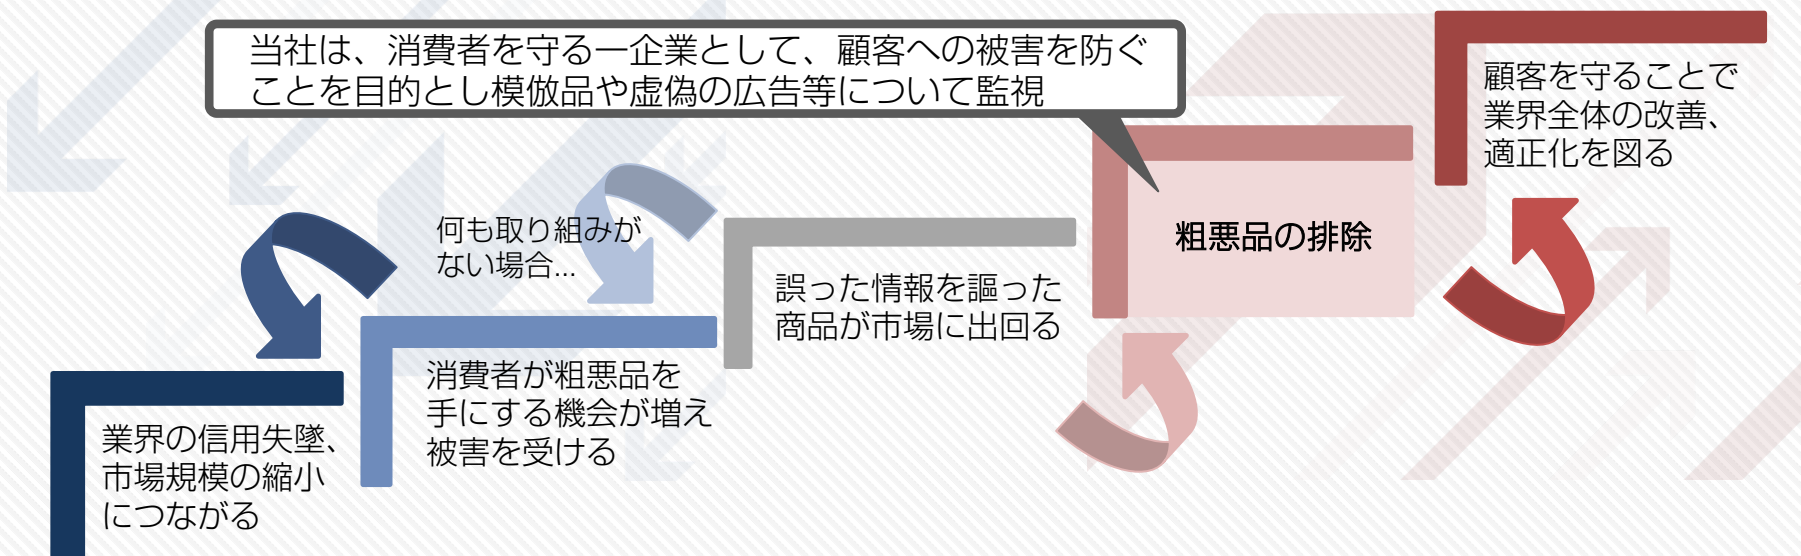 当社は、消費者を守る一企業として、顧客への被害を防ぐ
ことを目的とし模倣品や虚偽の広告等について監視
顧客を守ることで
業界全体の改善、
適正化を図る
粗悪品の排除
何も取り組みが
ない場合...
誤った情報を謳った
商品が市場に出回る
消費者が粗悪品を
手にする機会が増え
被害を受ける
業界の信用失墜、
市場規模の縮小
につながる